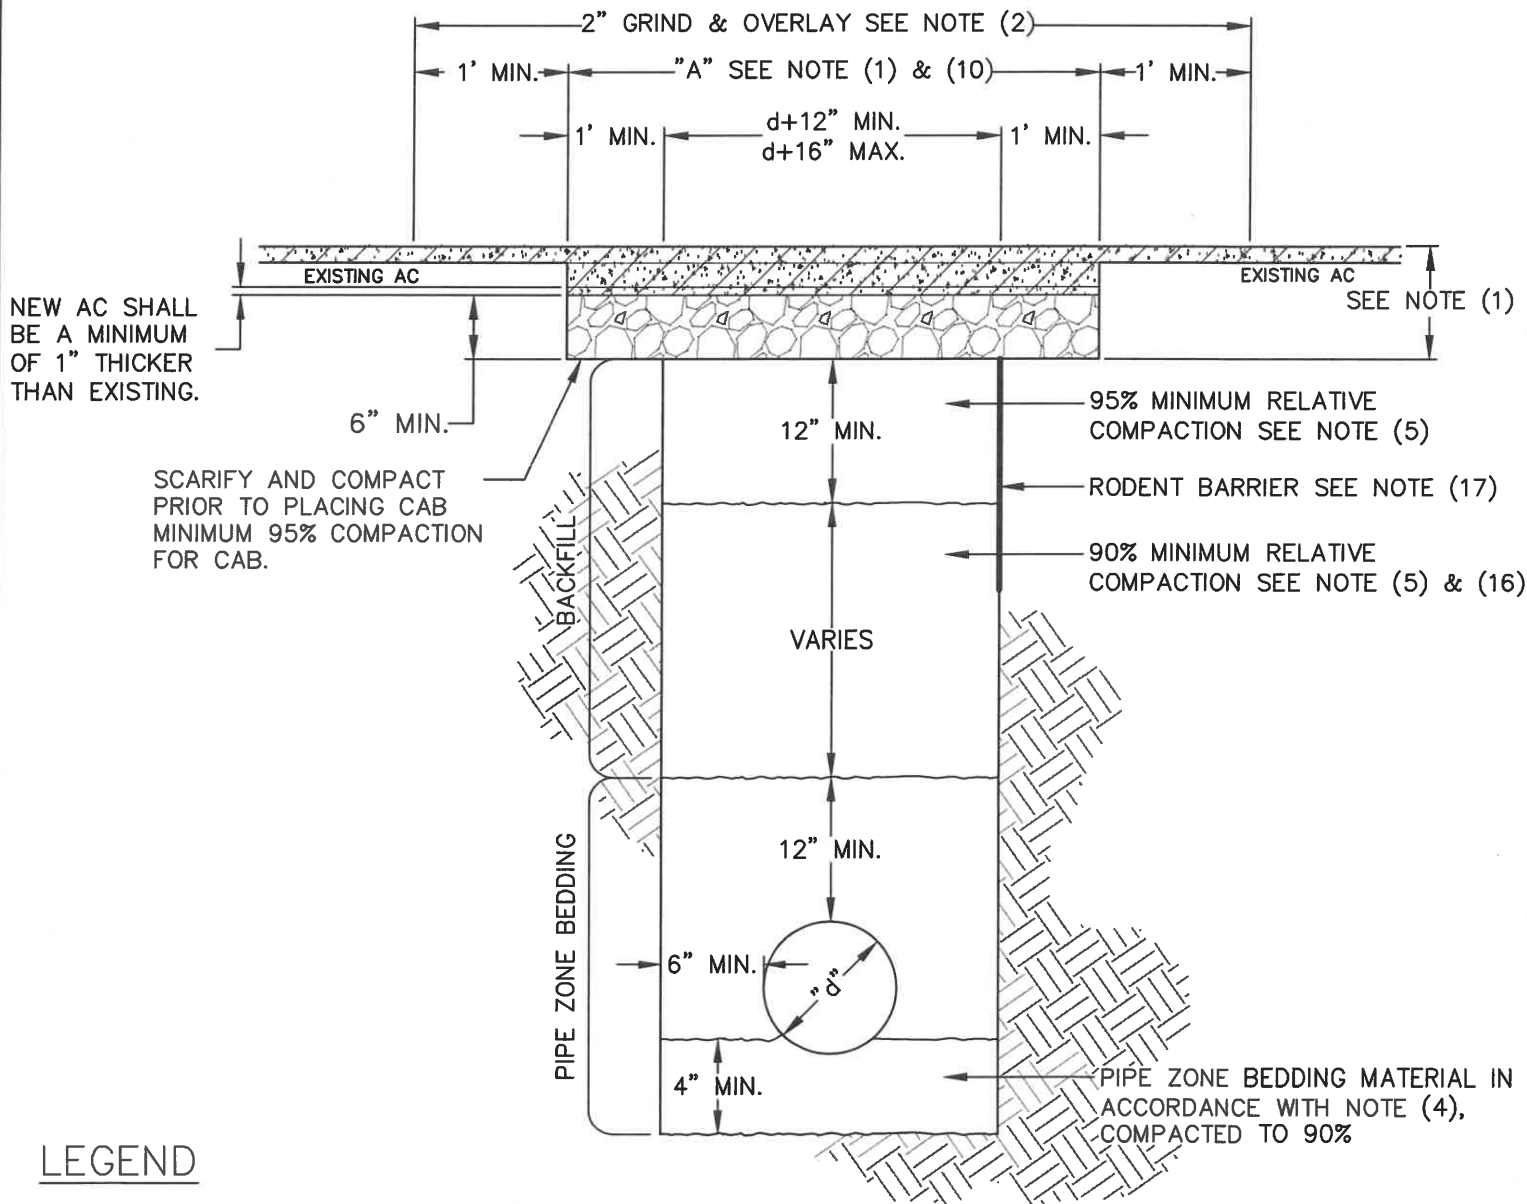 2" GRIND & OVERLAY SEE NOTE (2)
1' MIN.
"A" SEE NOTE (1) & (10)
1' MIN.
1' MIN.
d+12" MIN.
d+16" MAX.
1' MIN.
EXISTING AC
EXISTING AC
SEE NOTE (1)
NEW AC SHALL
BE A MINIMUM
OF 1" THICKER
THAN EXISTING.
6" MIN.
12" MIN.
95% MINIMUM RELATIVE
COMPACTION SEE NOTE (5)
SCARIFY AND COMPACT
PRIOR TO PLACING CAB
MINIMUM 95% COMPACTION
FOR CAB.
RODENT BARRIER SEE NOTE (17)
BACKFILL
90% MINIMUM RELATIVE
COMPACTION SEE NOTE (5) & (16)
VARIES
12" MIN.
PIPE ZONE BEDDING
6" MIN.
"d"
4" MIN.
PIPE ZONE BEDDING MATERIAL IN
ACCORDANCE WITH NOTE (4),
COMPACTED TO 90%
LEGEND